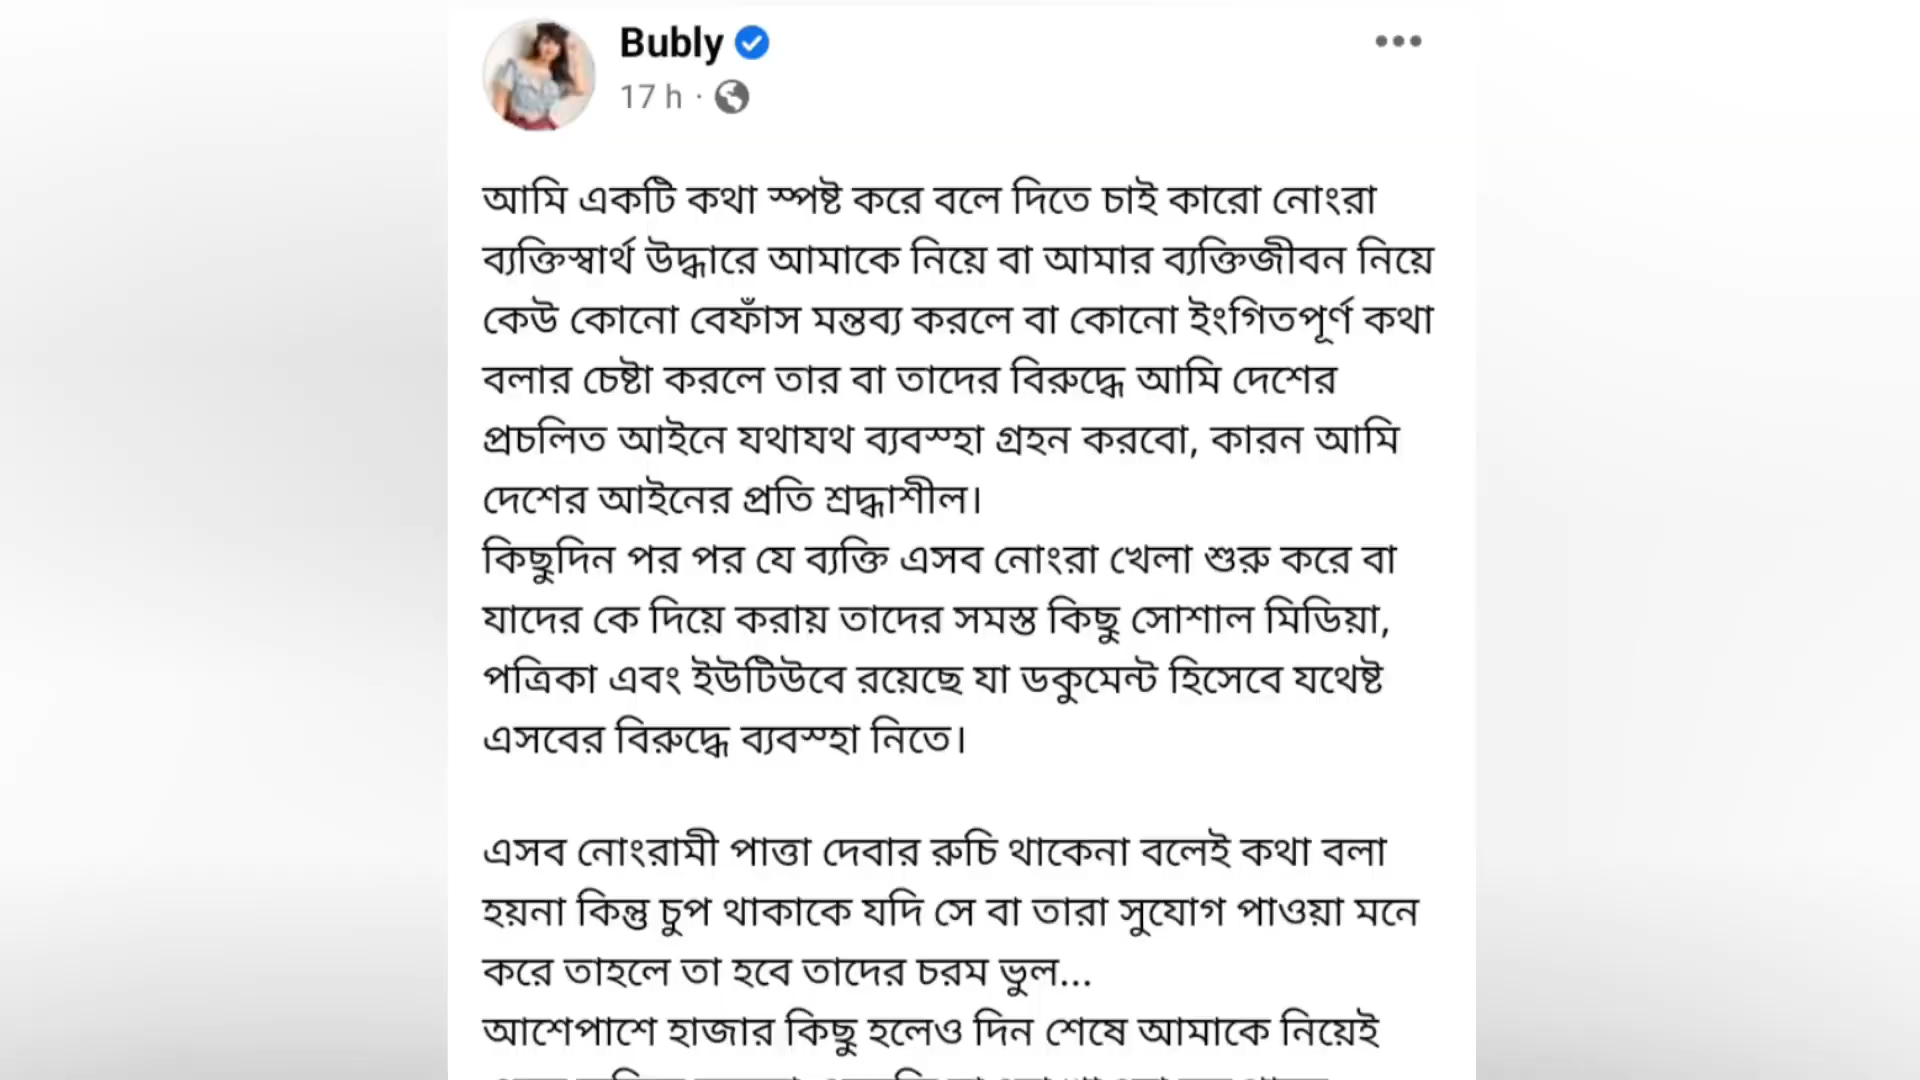 Bubly
17 h ·
আমি একটি কথা স্পষ্ট করে বলে দিতে চাই কারো নোংরা
ব্যক্তিস্বার্থ উদ্ধারে আমাকে নিয়ে বা আমার ব্যক্তিজীবন নিয়ে
কেউ কোনো বেফাঁস মন্তব্য করলে বা কোনো ইংগিতপূর্ণ কথা
বলার চেষ্টা করলে তার বা তাদের বিরুদ্ধে আমি দেশের
প্রচলিত আইনে যথাযথ ব্যবস্হা গ্রহন করবো, কারন আমি
দেশের আইনের প্রতি শ্রদ্ধাশীল।
কিছুদিন পর পর যে ব্যক্তি এসব নোংরা খেলা শুরু করে বা
যাদের কে দিয়ে করায় তাদের সমস্ত কিছু সোশাল মিডিয়া,
পত্রিকা এবং ইউটিউবে রয়েছে যা ডকুমেন্ট হিসেবে যথেষ্ট
এসবের বিরুদ্ধে ব্যবস্হা নিতে।
এসব নোংরামী পাত্তা দেবার রুচি থাকেনা বলেই কথা বলা
হয়না কিন্তু চুপ থাকাকে যদি সে বা তারা সুযোগ পাওয়া মনে
করে তাহলে তা হবে তাদের চরম ভুল...
আশেপাশে হাজার কিছু হলেও দিন শেষে আমাকে নিয়েই